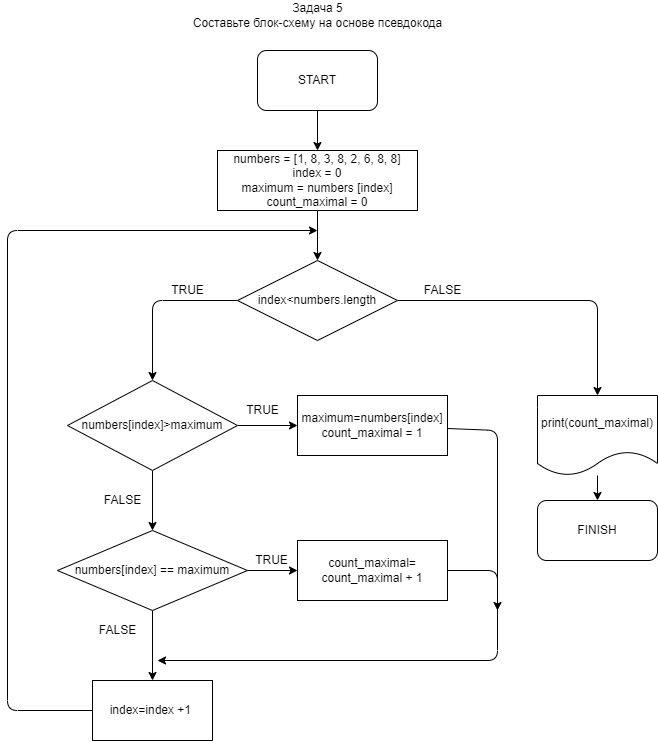 Задача 5
Составьте блок-схему на основе псевдокода
START
numbers = [1, 8, 3, 8, 2, 6, 8, 8]
index = 0
maximum = numbers [index]
count_maximal = 0
index<numbers.length
TRUE
FALSE
numbers[index]>maximum
TRUE
maximum=numbers[index]
count_maximal = 1
print(count_maximal)
FALSE
FINISH
numbers[index] == maximum
TRUE
count_maximal=
count_maximal + 1
FALSE
index=index +1